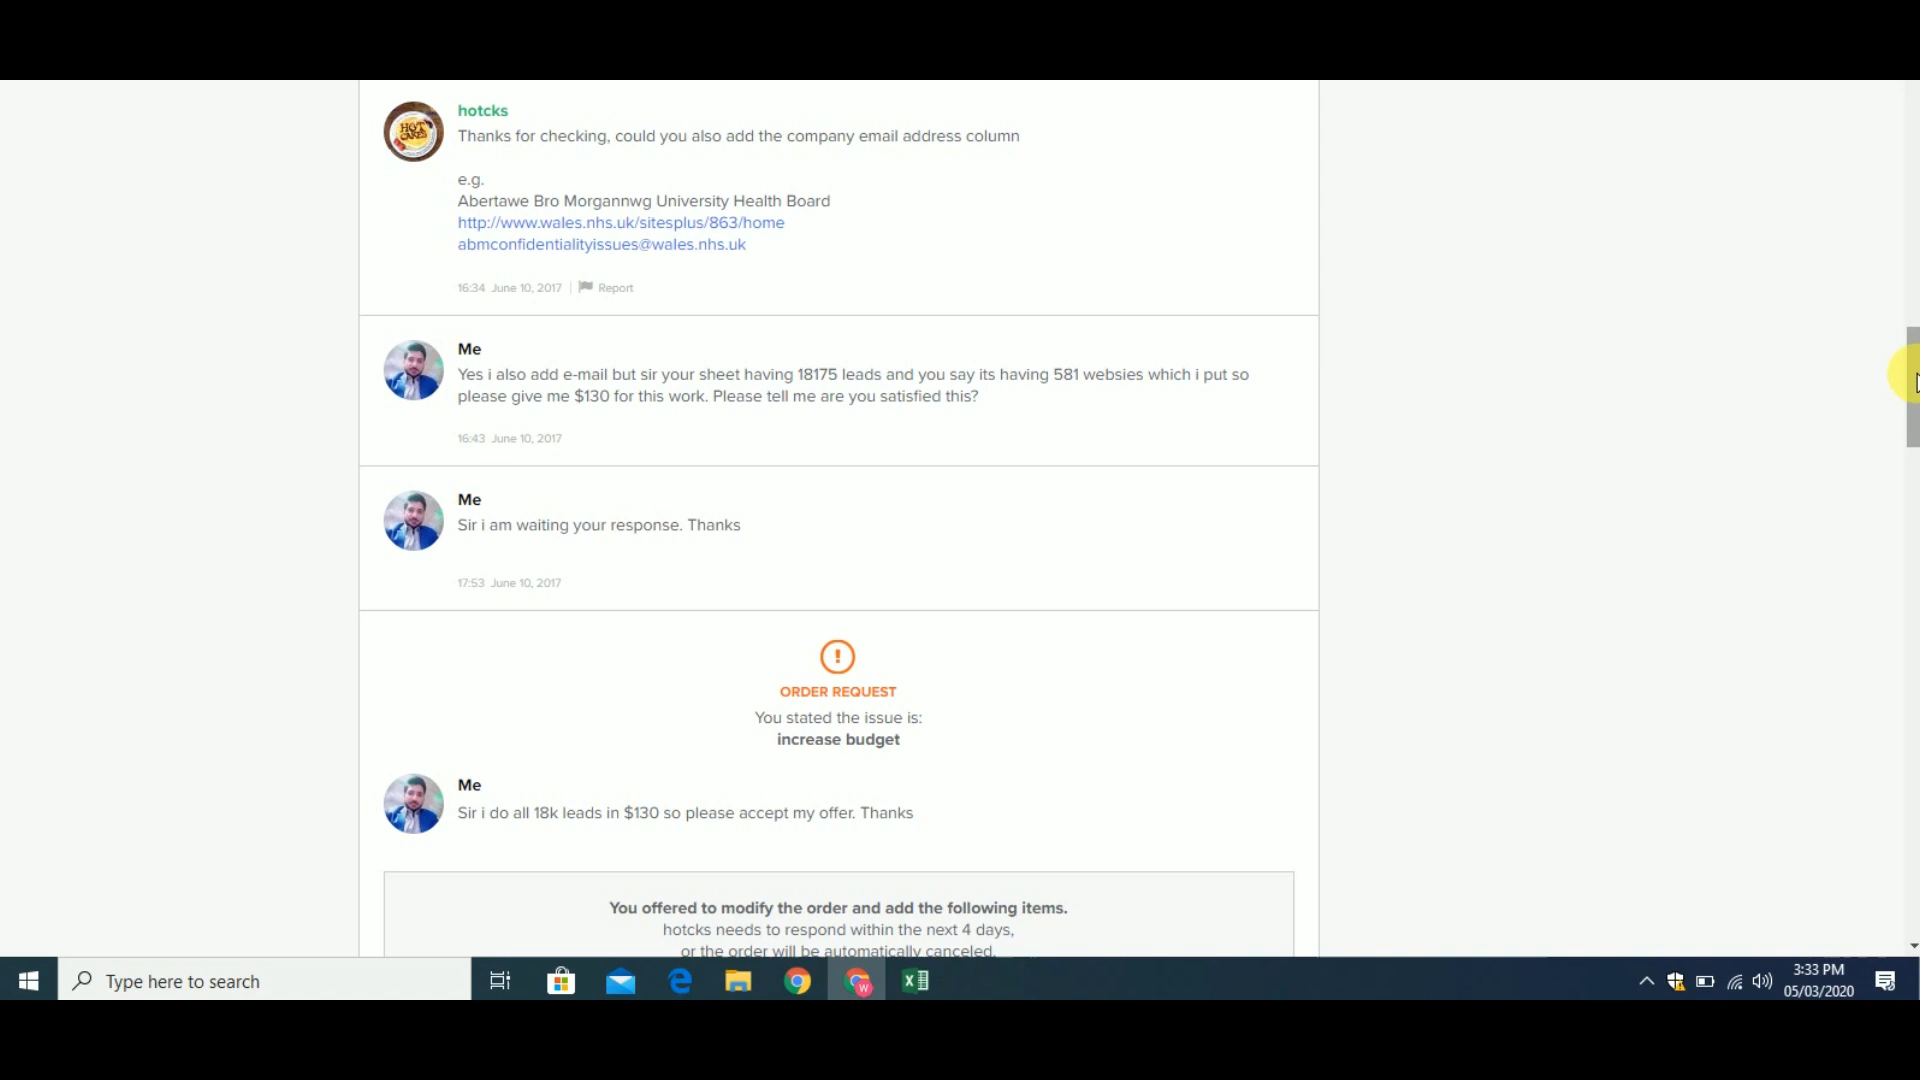 hotcks
Thanks for checking, could you also add the company email address column
e.g.
Abertawe Bro Morgannwg University Health Board
http://www.wales.nhs.uk/sitesplus/863/home
abmconfidentialityissues@wales.nhs.uk
16:34 June 10, 2017 | Report
Me
Yes i also add e-mail but sir your sheet having 18175 leads and you say its having 581 websies which i put so
please give me $130 for this work. Please tell me are you satisfied this?
16:43 June 10, 2017
Me
Sir i am waiting your response. Thanks
17:53 June 10, 2017
ORDER REQUEST
You stated the issue is:
increase budget
Me
Sir i do all 18k leads in $130 so please accept my offer. Thanks
You offered to modify the order and add the following items.
hotcks needs to respond within the next 4 days,
or the order will be automatically canceled.
Type here to search
3:33 PM
05/03/2020